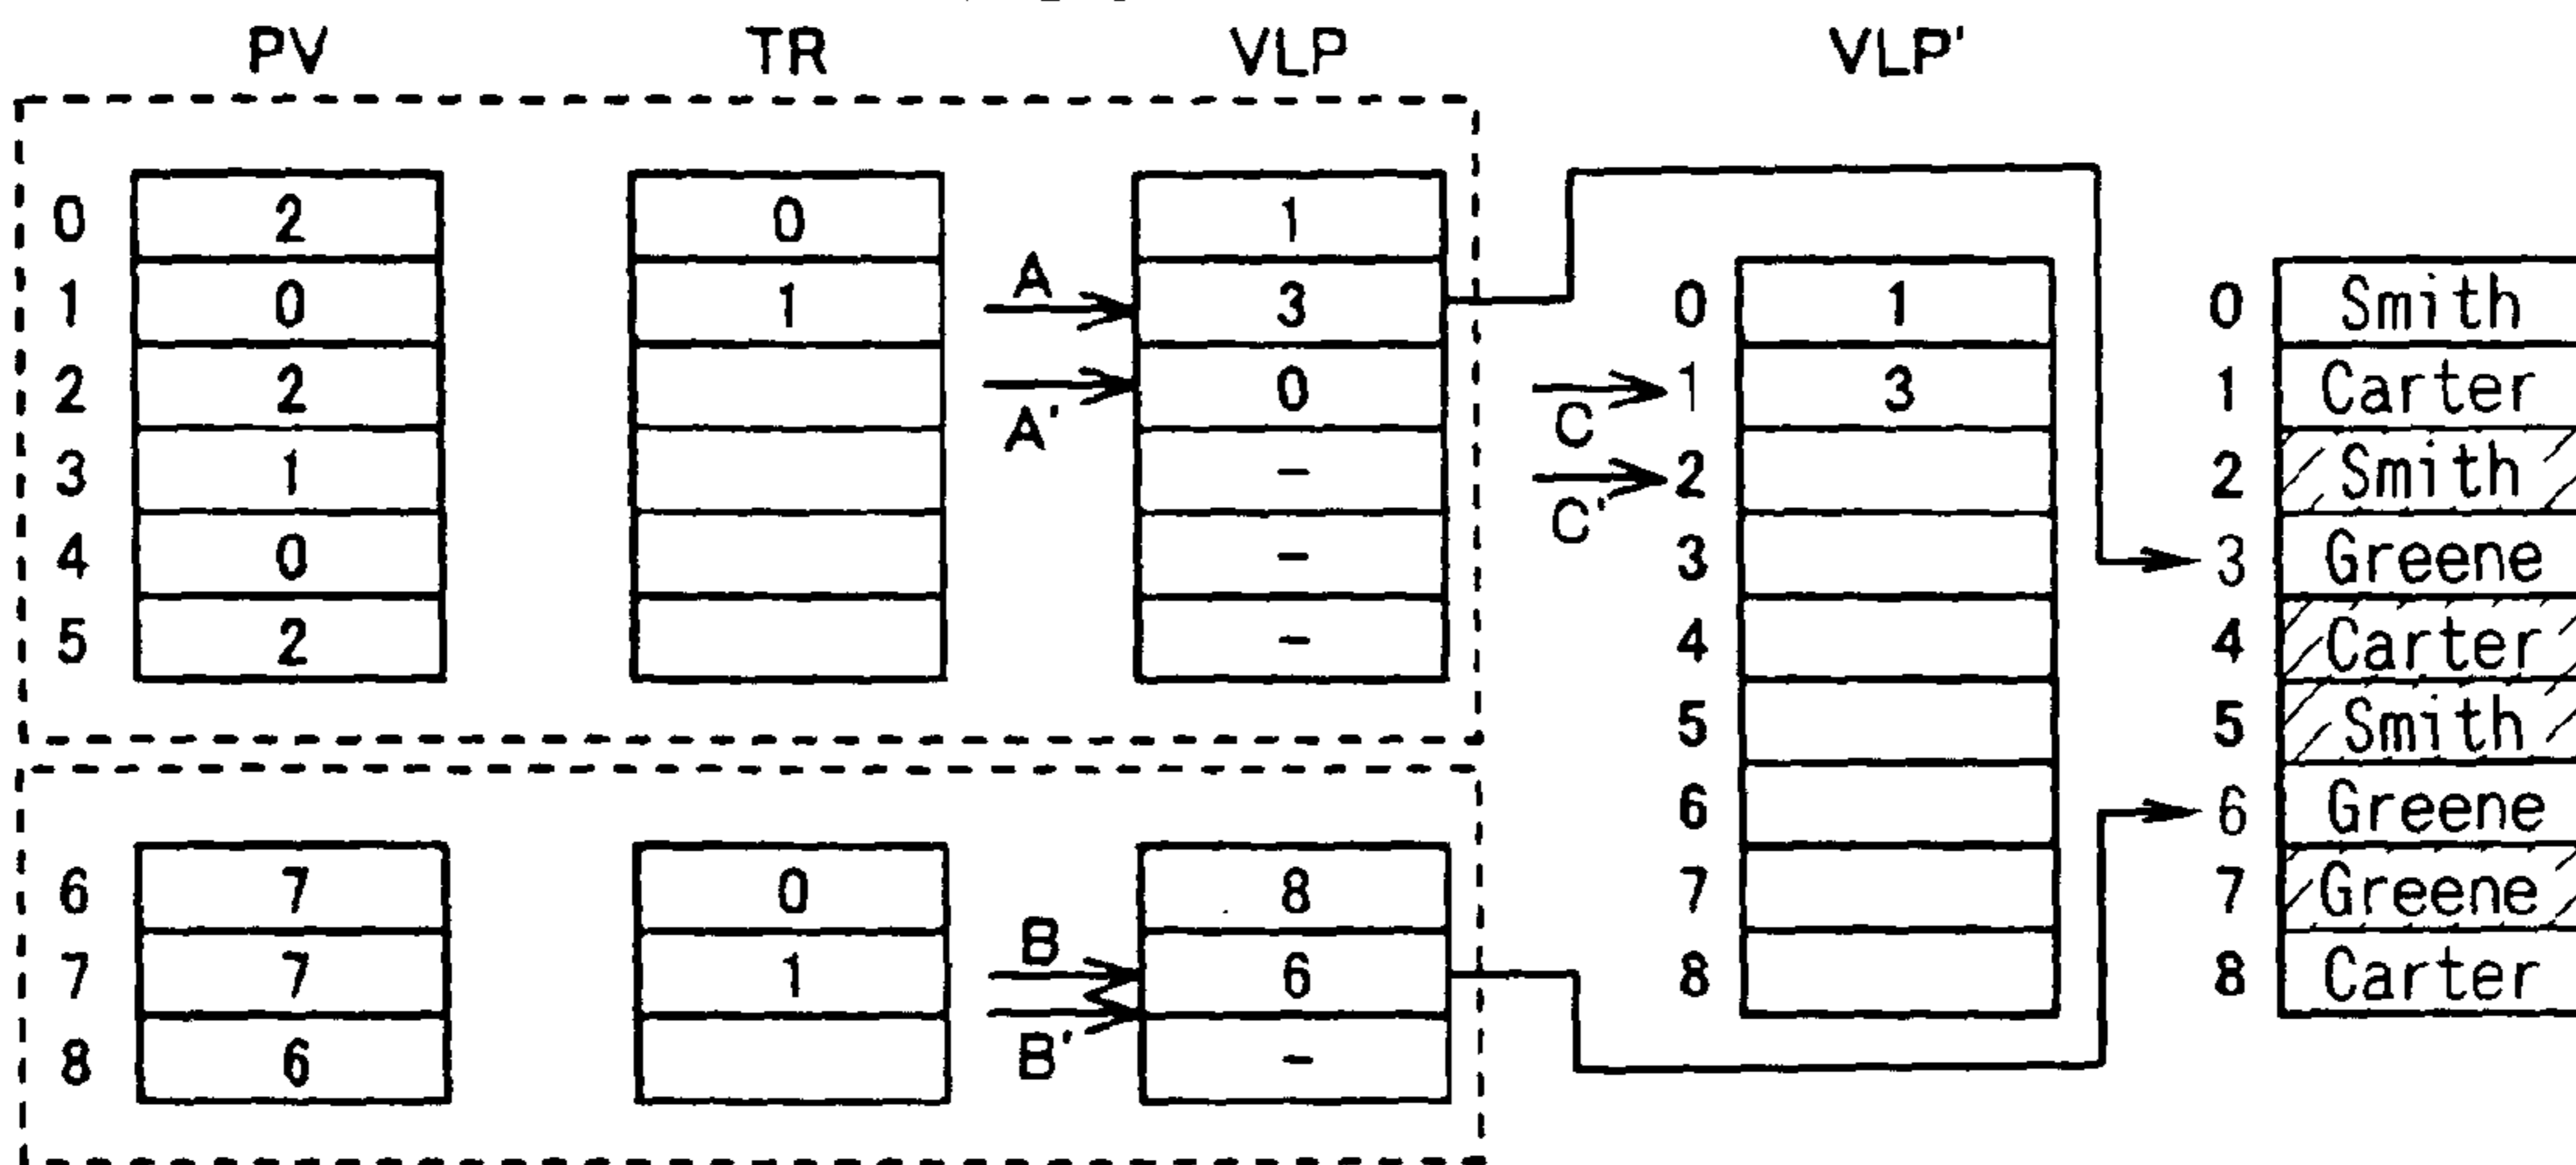 PV TR VLP VLP'
0 2 0 1
1 0 1 A 3 0 1 0 Smith
2 2 A' 0 C 1 3 1 Carter
3 1 - C' 2 2 Smith
4 0 - 3 3 Greene
5 2 - 4 4 Carter
5 5 Smith
6 6 Greene
6 7 0 8 7 7 Greene
7 7 1 B 6 8 8 Carter
8 6 B' -